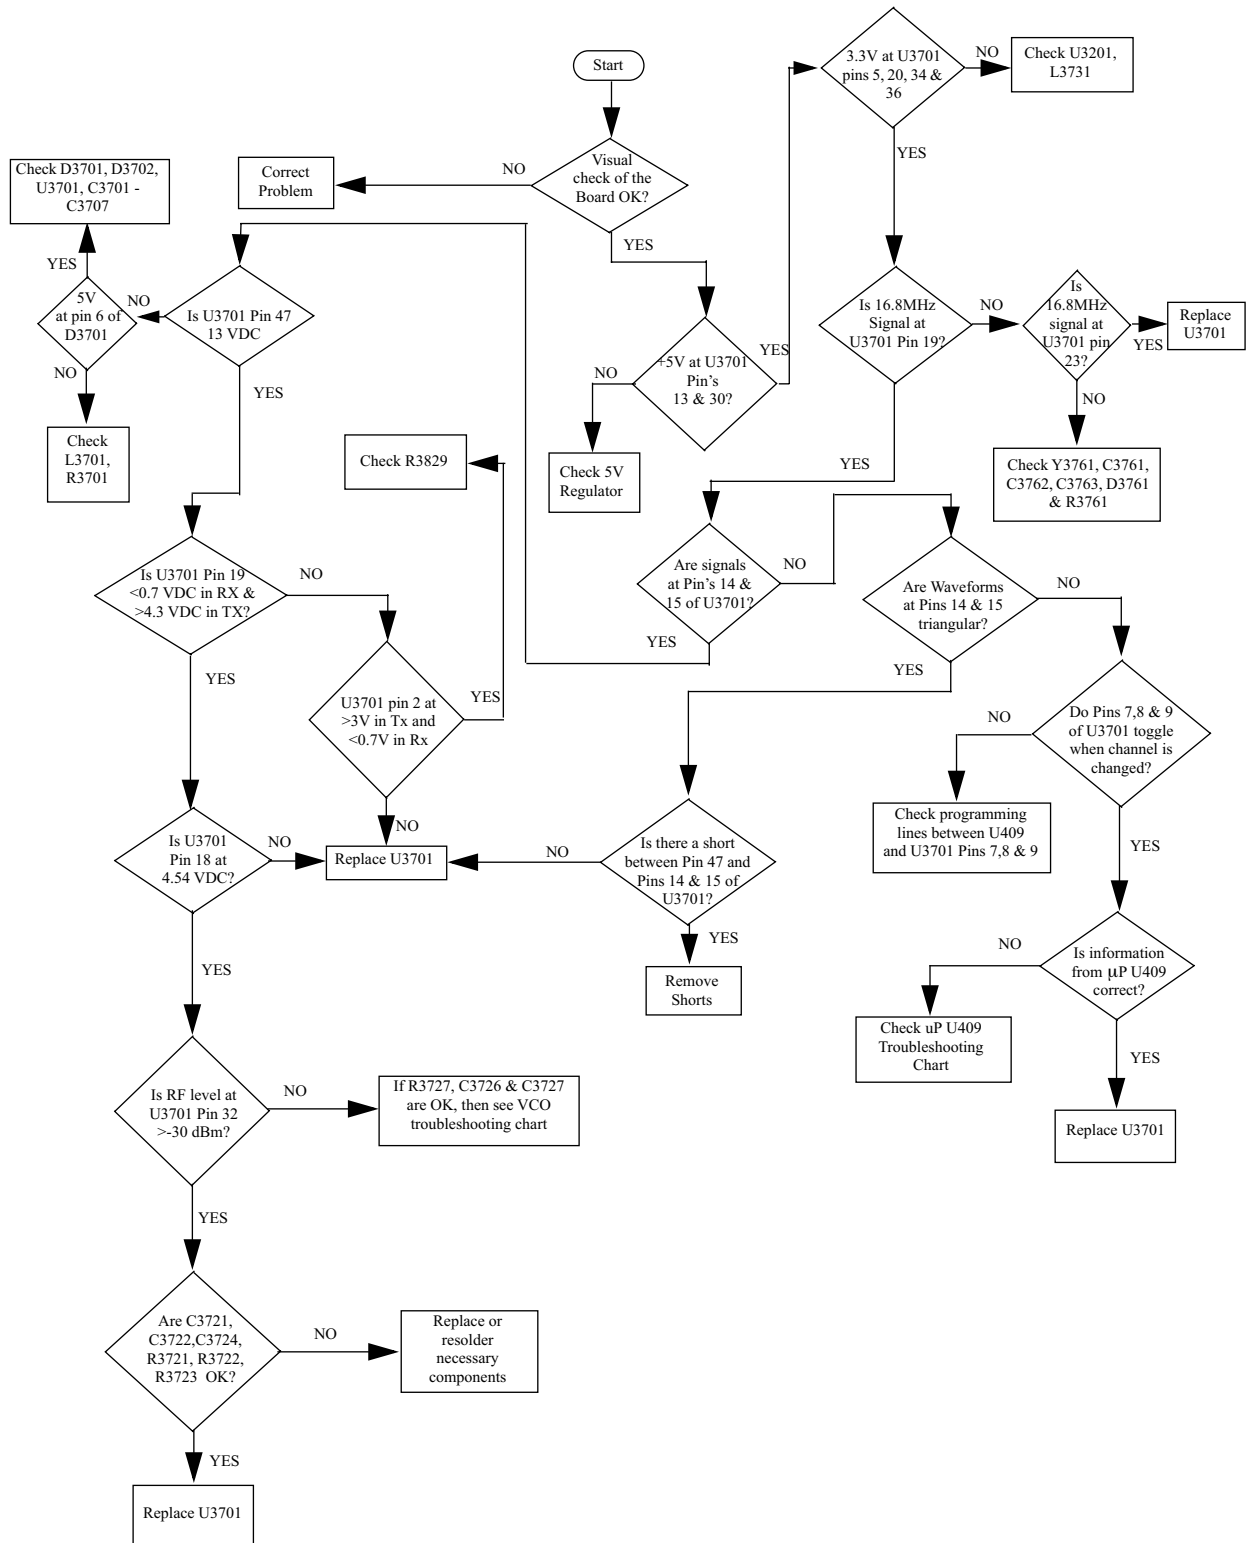 Start
Visual
check of the
Board OK?
NO
Correct
Problem
YES
+5V at U3701
Pin's
13 & 30?
NO
Check 5V
Regulator
YES
3.3V at U3701
pins 5, 20, 34 &
36
NO
Check U3201,
L3731
YES
Is 16.8MHz
Signal at
U3701 Pin 19?
NO
Is
16.8MHz
signal at
U3701 pin
23?
YES
Replace
U3701
NO
Check Y3761, C3761,
C3762, C3763, D3761
& R3761
YES
Are signals
at Pin's 14 &
15 of U3701?
NO
Are Waveforms
at Pins 14 & 15
triangular?
NO
Do Pins 7,8 & 9
of U3701 toggle
when channel is
changed?
NO
Check programming
lines between U409
and U3701 Pins 7,8 & 9
YES
Is information
from µP U409
correct?
NO
Check uP U409
Troubleshooting
Chart
YES
Replace U3701
YES
Is there a short
between Pin 47 and
Pins 14 & 15 of
U3701?
NO
Replace U3701
YES
Remove
Shorts
YES
Is U3701 Pin 47
13 VDC
NO
5V
at pin 6 of
D3701
YES
Check D3701, D3702,
U3701, C3701 -
C3707
NO
Check
L3701,
R3701
YES
Is U3701 Pin 19
<0.7 VDC in RX &
>4.3 VDC in TX?
NO
U3701 pin 2 at
>3V in Tx and
<0.7V in Rx
YES
Check R3829
NO
YES
Is U3701
Pin 18 at
4.54 VDC?
NO
YES
Is RF level at
U3701 Pin 32
>-30 dBm?
NO
If R3727, C3726 & C3727
are OK, then see VCO
troubleshooting chart
YES
Are C3721,
C3722,C3724,
R3721, R3722,
R3723 OK?
NO
Replace or
resolder
necessary
components
YES
Replace U3701